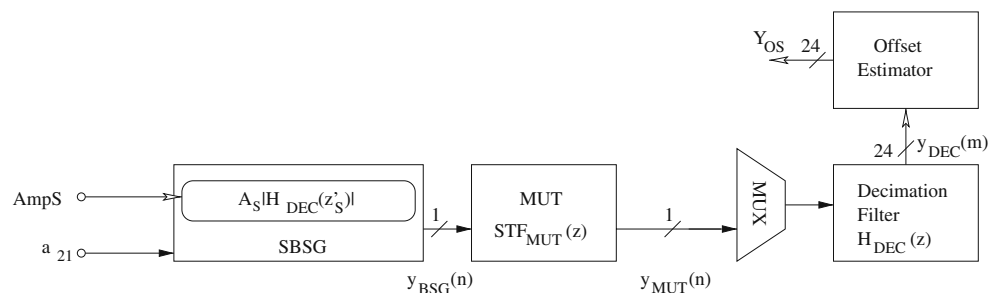 Y_OS
24
Offset
Estimator
24
y_DEC(m)
AmpS
A_S|H_DEC(z'_S)|
SBSG
a_21
1
y_BSG(n)
MUT
STF_MUT(z)
1
y_MUT(n)
MUX
Decimation
Filter
H_DEC(z)